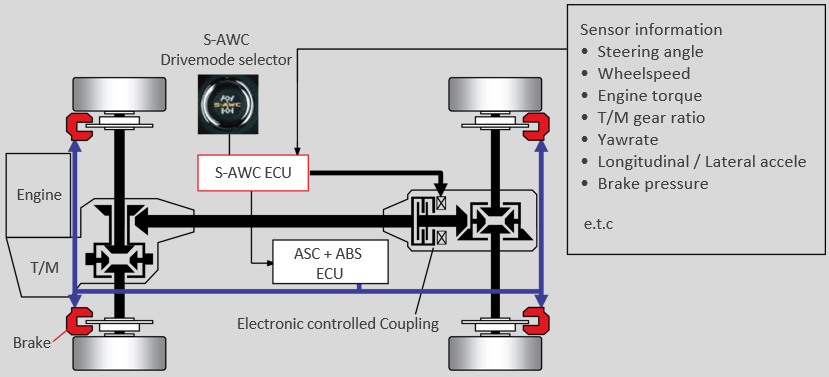 S-AWC
Drivemode selector
S-AWC
S-AWC ECU
Engine
T/M
ASC + ABS
ECU
Electronic controlled Coupling
Brake
Sensor information
• Steering angle
• Wheelspeed
• Engine torque
• T/M gear ratio
• Yawrate
• Longitudinal / Lateral accele
• Brake pressure
e.t.c